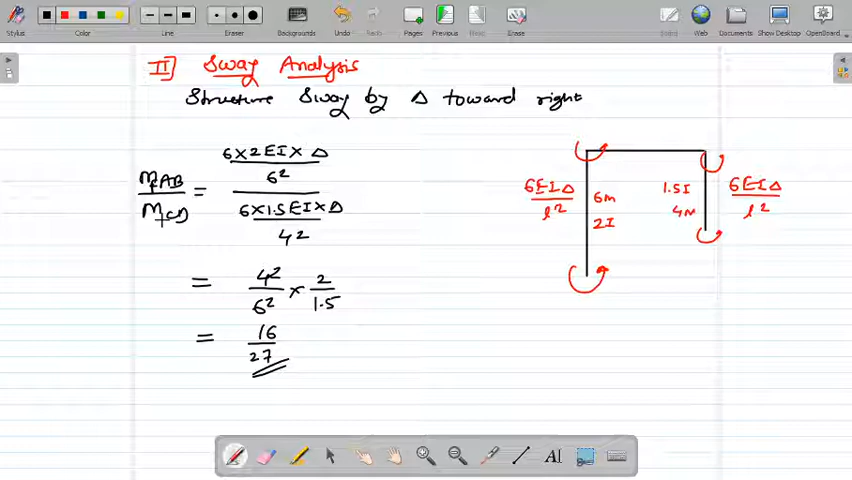 Stylus
Color
Line
Eraser
Backgrounds
Undo
Redo
Pages
Previous
Next
Erase
Board
Web
Documents
Show Desktop
OpenBoard
II] Sway Analysis
Structure Sway by Δ toward right
MfAB / MfCD = (6×2EI×Δ / 6²) / (6×1.5EI×Δ / 4²)
= 4²/6² × 2/1.5
= 16/27
6EIΔ/l²
6m
2I
1.5I
4m
6EIΔ/l²